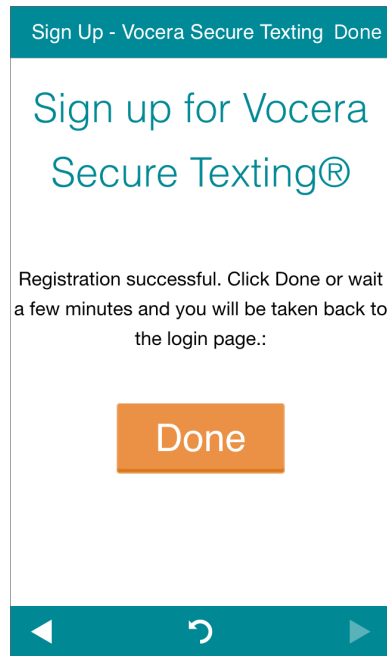 Sign Up - Vocera Secure Texting Done
Sign up for Vocera
Secure Texting®
Registration successful. Click Done or wait
a few minutes and you will be taken back to
the login page.:
Done